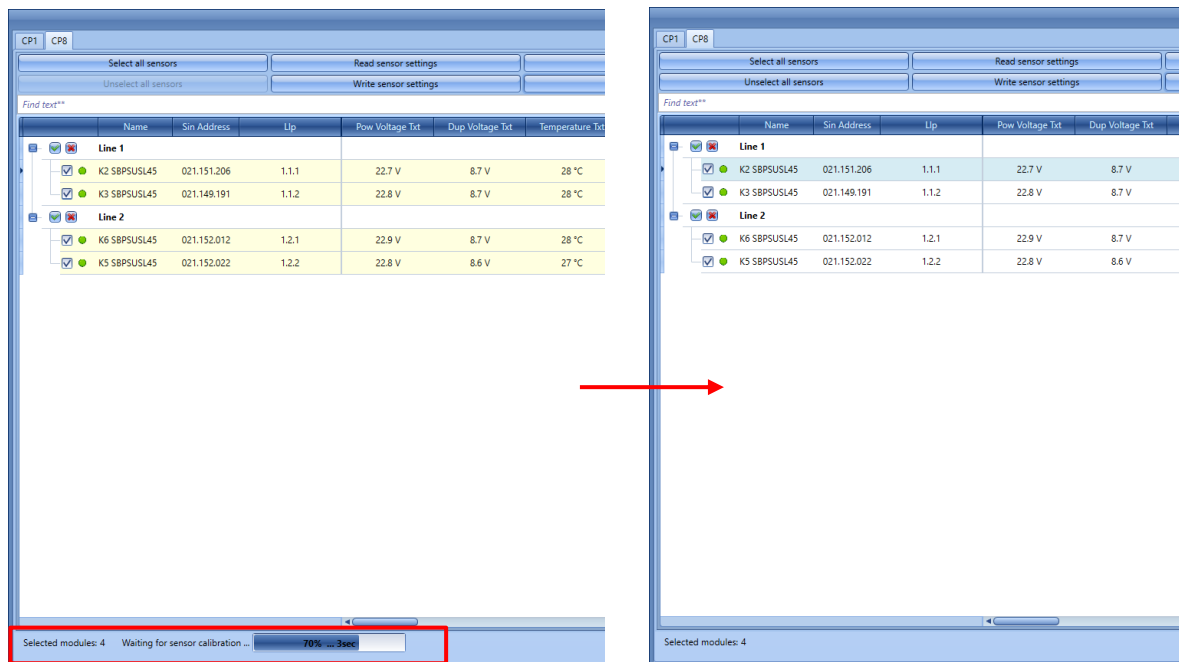 CP1 CP8
Select all sensors Read sensor settings
Unselect all sensors Write sensor settings
Find text**
Name Sin Address Llp Pow Voltage Txt Dup Voltage Txt Temperature Txt
Line 1
K2 SBPSUSL45 021.151.206 1.1.1 22.7 V 8.7 V 28 °C
K3 SBPSUSL45 021.149.191 1.1.2 22.8 V 8.7 V 28 °C
Line 2
K6 SBPSUSL45 021.152.012 1.2.1 22.9 V 8.7 V 28 °C
K5 SBPSUSL45 021.152.022 1.2.2 22.8 V 8.6 V 27 °C
Selected modules: 4 Waiting for sensor calibration ... 70% ... 3sec
CP1 CP8
Select all sensors Read sensor settings
Unselect all sensors Write sensor settings
Find text**
Name Sin Address Llp Pow Voltage Txt Dup Voltage Txt
Line 1
K2 SBPSUSL45 021.151.206 1.1.1 22.7 V 8.7 V
K3 SBPSUSL45 021.149.191 1.1.2 22.8 V 8.7 V
Line 2
K6 SBPSUSL45 021.152.012 1.2.1 22.9 V 8.7 V
K5 SBPSUSL45 021.152.022 1.2.2 22.8 V 8.6 V
Selected modules: 4